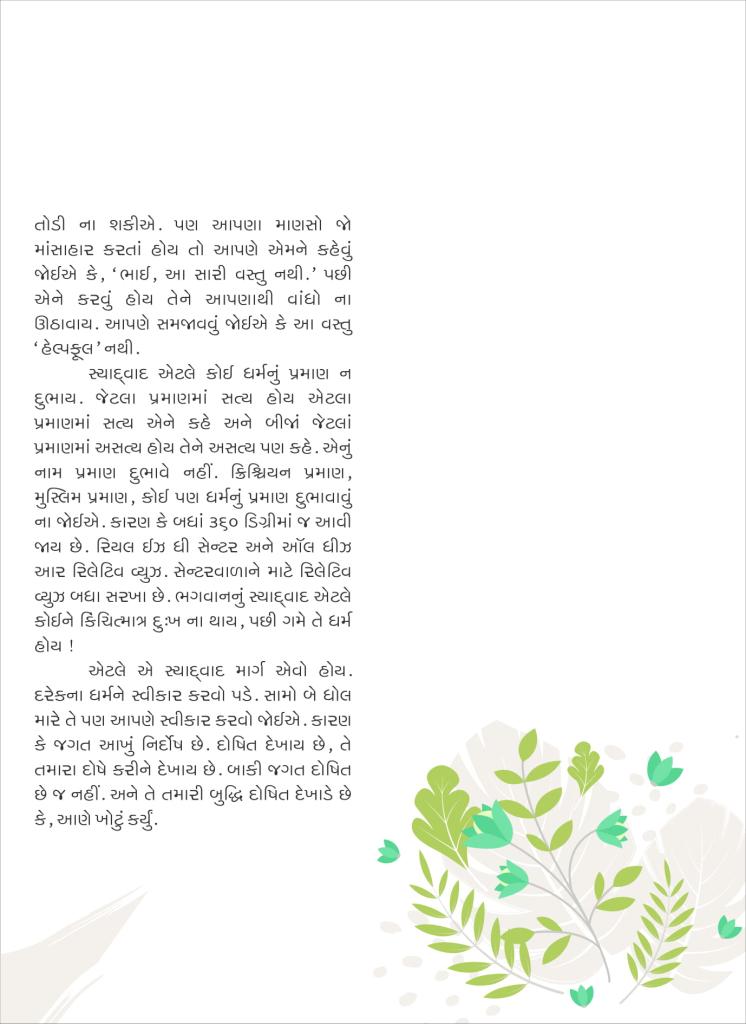 તોડી ના શકીએ. પણ આપણા માણસો જો
માંસાહાર કરતાં હોય તો આપણે એમને કહેવું
જોઈએ કે, ‘ભાઈ, આ સારી વસ્તુ નથી.’ પછી
એને કરવું હોય તેને આપણાથી વાંધો ના
ઊઠાવાય. આપણે સમજાવવું જોઈએ કે આ વસ્તુ
‘હેલ્પફૂલ’ નથી.
સ્યાદ્‌વાદ એટલે કોઈ ધર્મનું પ્રમાણ ન
દુભાય. જેટલા પ્રમાણમાં સત્ય હોય એટલા
પ્રમાણમાં સત્ય એને કહે અને બીજાં જેટલાં
પ્રમાણમાં અસત્ય હોય તેને અસત્ય પણ કહે. એનું
નામ પ્રમાણ દુભાવે નહીં. ક્રિશ્ચિયન પ્રમાણ,
મુસ્લિમ પ્રમાણ, કોઈ પણ ધર્મનું પ્રમાણ દુભાવાવું
ના જોઈએ. કારણ કે બધાં ૩૬૦ ડિગ્રીમાં જ આવી
જાય છે. રિયલ ઈઝ ધી સેન્ટર અને ઑલ ધીઝ
આર રિલેટિવ વ્યુઝ. સેન્ટરવાળાને માટે રિલેટિવ
વ્યુઝ બધા સરખા છે. ભગવાનનું સ્યાદ્‌વાદ એટલે
કોઈને કિંચિત્માત્ર દુઃખ ના થાય, પછી ગમે તે ધર્મ
હોય !
એટલે એ સ્યાદ્‌વાદ માર્ગ એવો હોય.
દરેકના ધર્મને સ્વીકાર કરવો પડે. સામો બે ધોલ
મારે તે પણ આપણે સ્વીકાર કરવો જોઈએ. કારણ
કે જગત આખું નિર્દોષ છે. દોષિત દેખાય છે, તે
તમારા દોષે કરીને દેખાય છે. બાકી જગત દોષિત
છે જ નહીં. અને તે તમારી બુદ્ધિ દોષિત દેખાડે છે
કે, આણે ખોટું કર્યું.